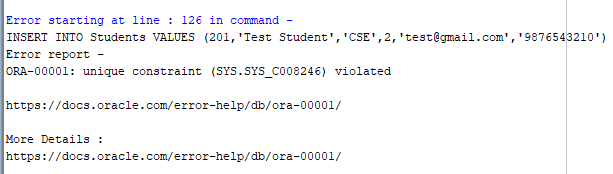 Error starting at line : 126 in command -
INSERT INTO Students VALUES (201,'Test Student','CSE',2,'test@gmail.com','9876543210')
Error report -
ORA-00001: unique constraint (SYS.SYS_C008246) violated
https://docs.oracle.com/error-help/db/ora-00001/
More Details :
https://docs.oracle.com/error-help/db/ora-00001/